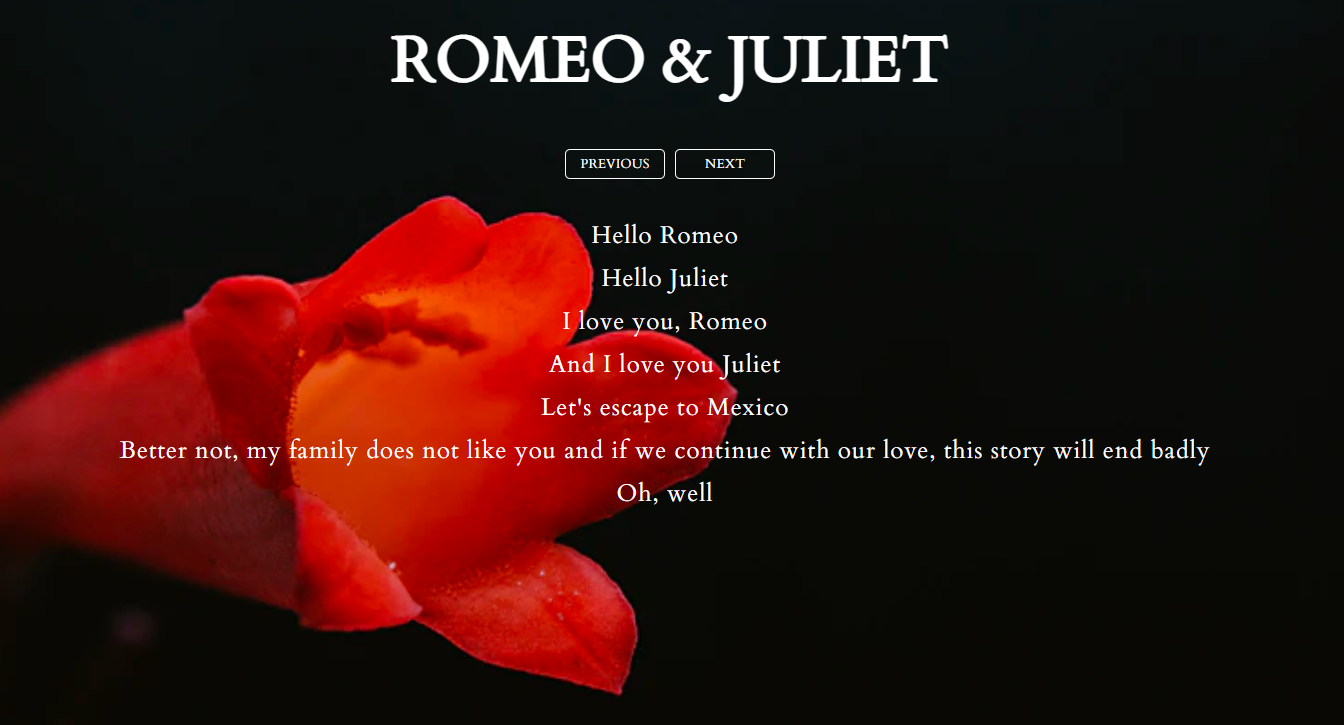 ROMEO & JULIET
PREVIOUS
NEXT
Hello Romeo
Hello Juliet
I love you, Romeo
And I love you Juliet
Let's escape to Mexico
Better not, my family does not like you and if we continue with our love, this story will end badly
Oh, well